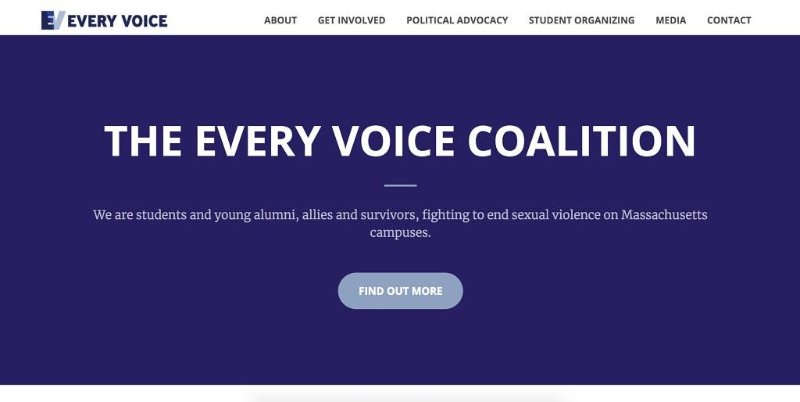 EV EVERY VOICE
ABOUT GET INVOLVED POLITICAL ADVOCACY STUDENT ORGANIZING MEDIA CONTACT
THE EVERY VOICE COALITION
We are students and young alumni, allies and survivors, fighting to end sexual violence on Massachusetts
campuses.
FIND OUT MORE